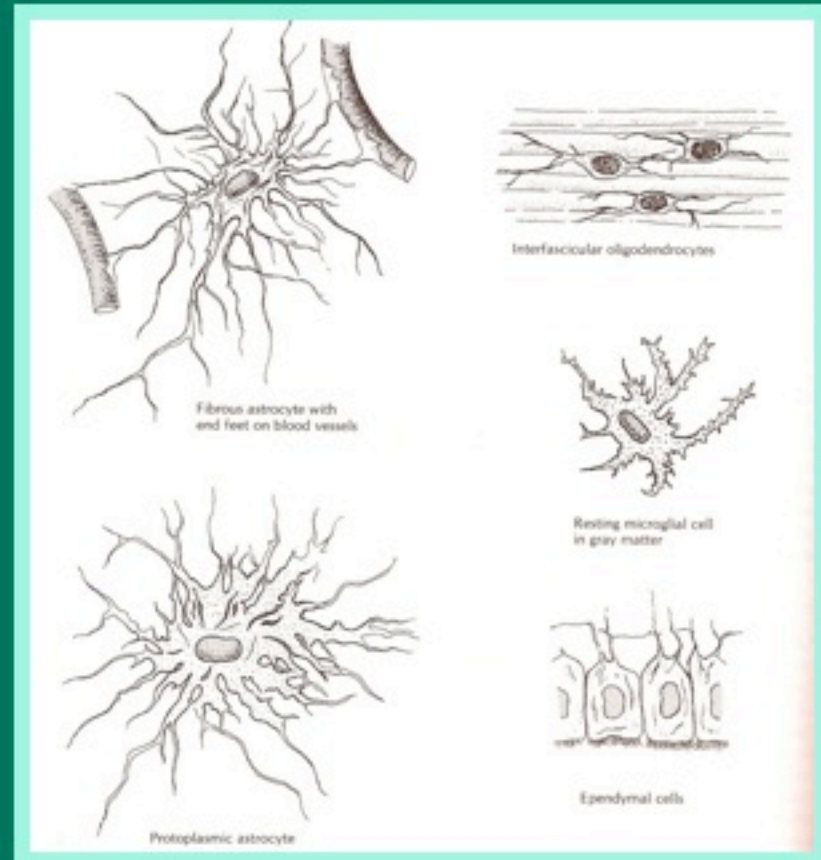 Fibrous astrocyte with
end feet on blood vessels
Interfascicular oligodendrocytes
Resting microglial cell
in gray matter
Protoplasmic astrocyte
Ependymal cells